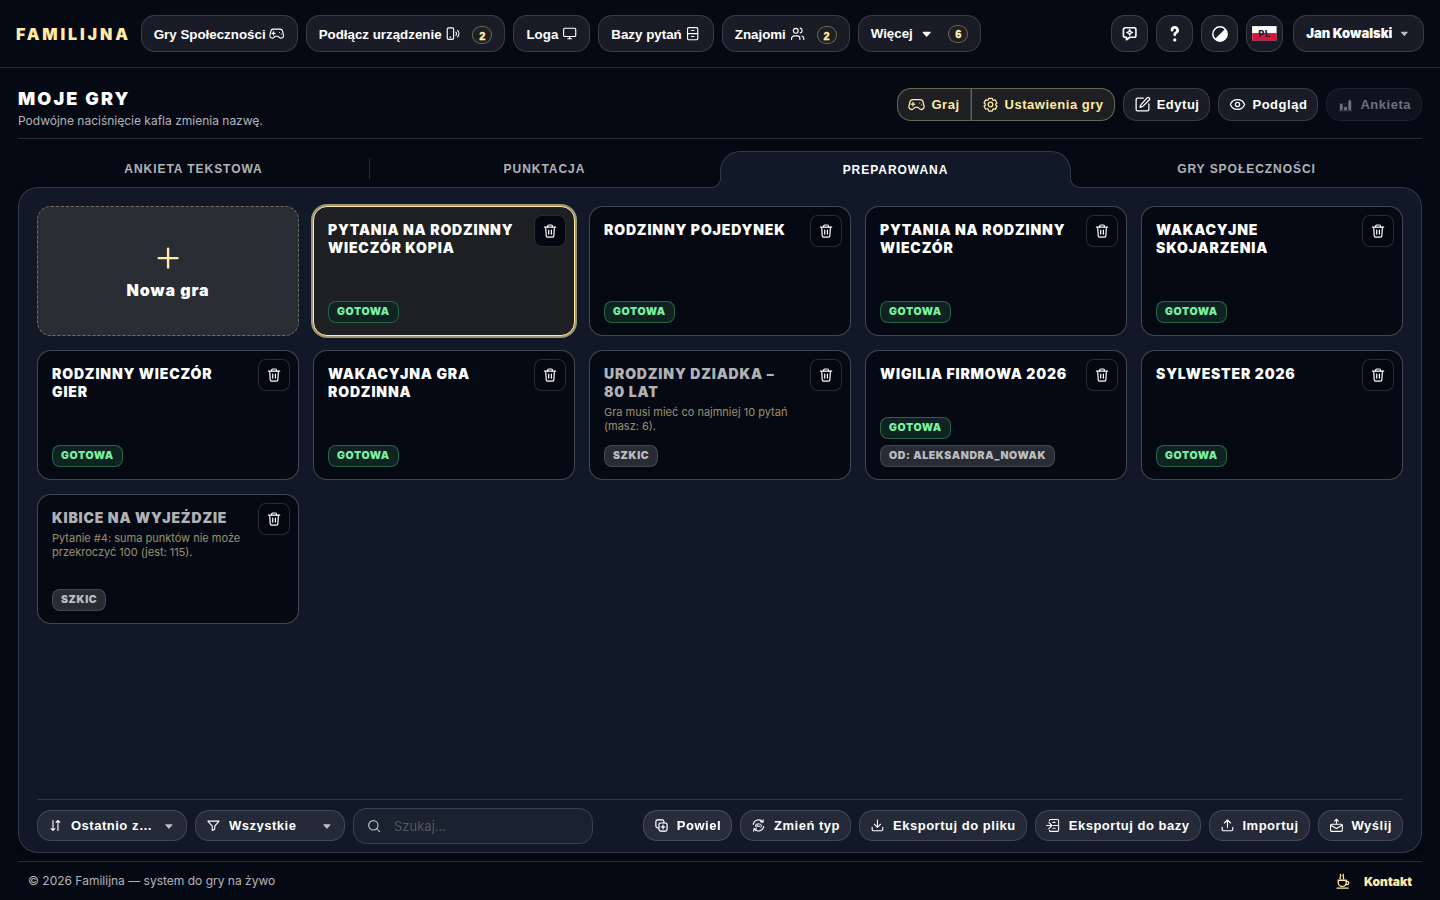 FAMILIJNA
Gry Społeczności
Podłącz urządzenie 2
Loga
Bazy pytań
Znajomi 2
Więcej 6
PL
Jan Kowalski
MOJE GRY
Podwójne naciśnięcie kafla zmienia nazwę.
Graj
Ustawienia gry
Edytuj
Podgląd
Ankieta
ANKIETA TEKSTOWA
PUNKTACJA
PREPAROWANA
GRY SPOŁECZNOŚCI
Nowa gra
PYTANIA NA RODZINNY
WIECZÓR KOPIA
GOTOWA
RODZINNY POJEDYNEK
GOTOWA
PYTANIA NA RODZINNY
WIECZÓR
GOTOWA
WAKACYJNE
SKOJARZENIA
GOTOWA
RODZINNY WIECZÓR
GIER
GOTOWA
WAKACYJNA GRA
RODZINNA
GOTOWA
URODZINY DZIADKA –
80 LAT
Gra musi mieć co najmniej 10 pytań
(masz: 6).
SZKIC
WIGILIA FIRMOWA 2026
GOTOWA
OD: ALEKSANDRA_NOWAK
SYLWESTER 2026
GOTOWA
KIBICE NA WYJEŹDZIE
Pytanie #4: suma punktów nie może
przekroczyć 100 (jest: 115).
SZKIC
Ostatnio z...
Wszystkie
Szukaj...
Powiel
Zmień typ
Eksportuj do pliku
Eksportuj do bazy
Importuj
Wyślij
© 2026 Familijna — system do gry na żywo
Kontakt